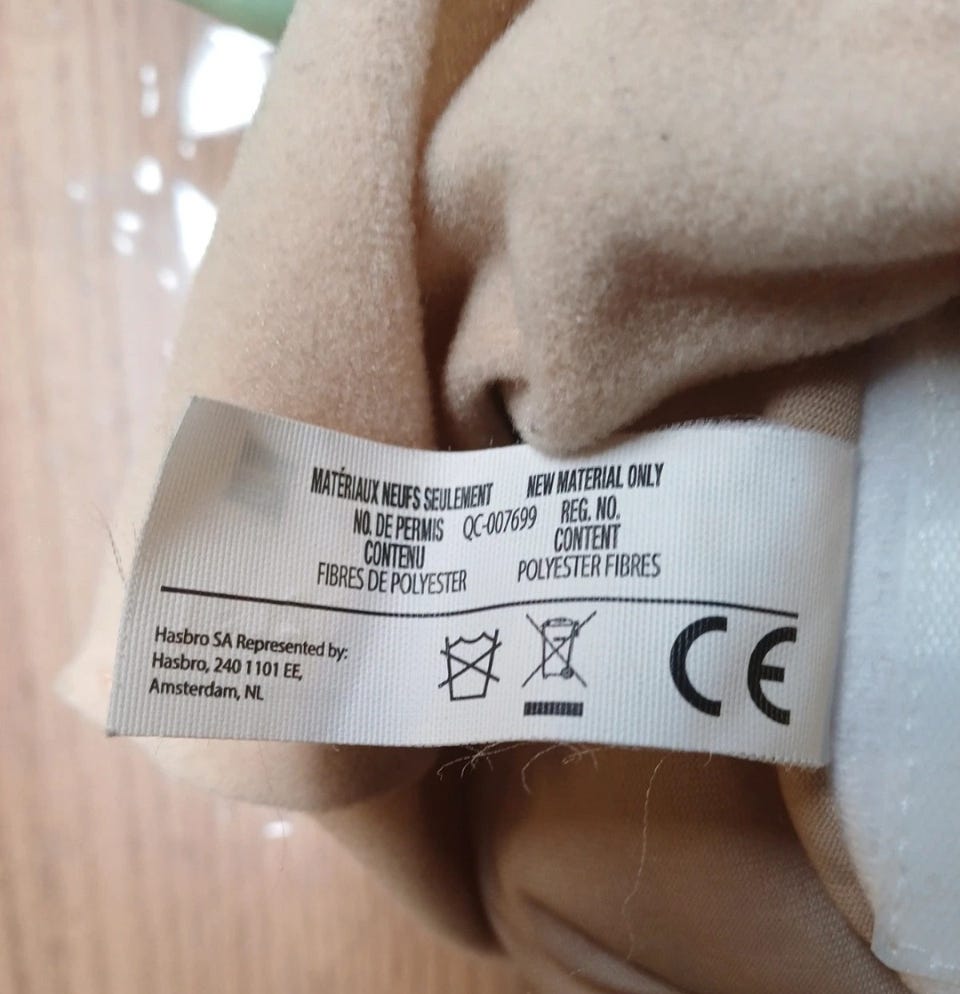 MATÉRIAUX NEUFS SEULEMENT NEW MATERIAL ONLY
NO. DE PERMIS QC-007699 REG. NO.
CONTENU CONTENT
FIBRES DE POLYESTER POLYESTER FIBRES
Hasbro SA Represented by:
Hasbro, 240 1101 EE,
Amsterdam, NL
CE